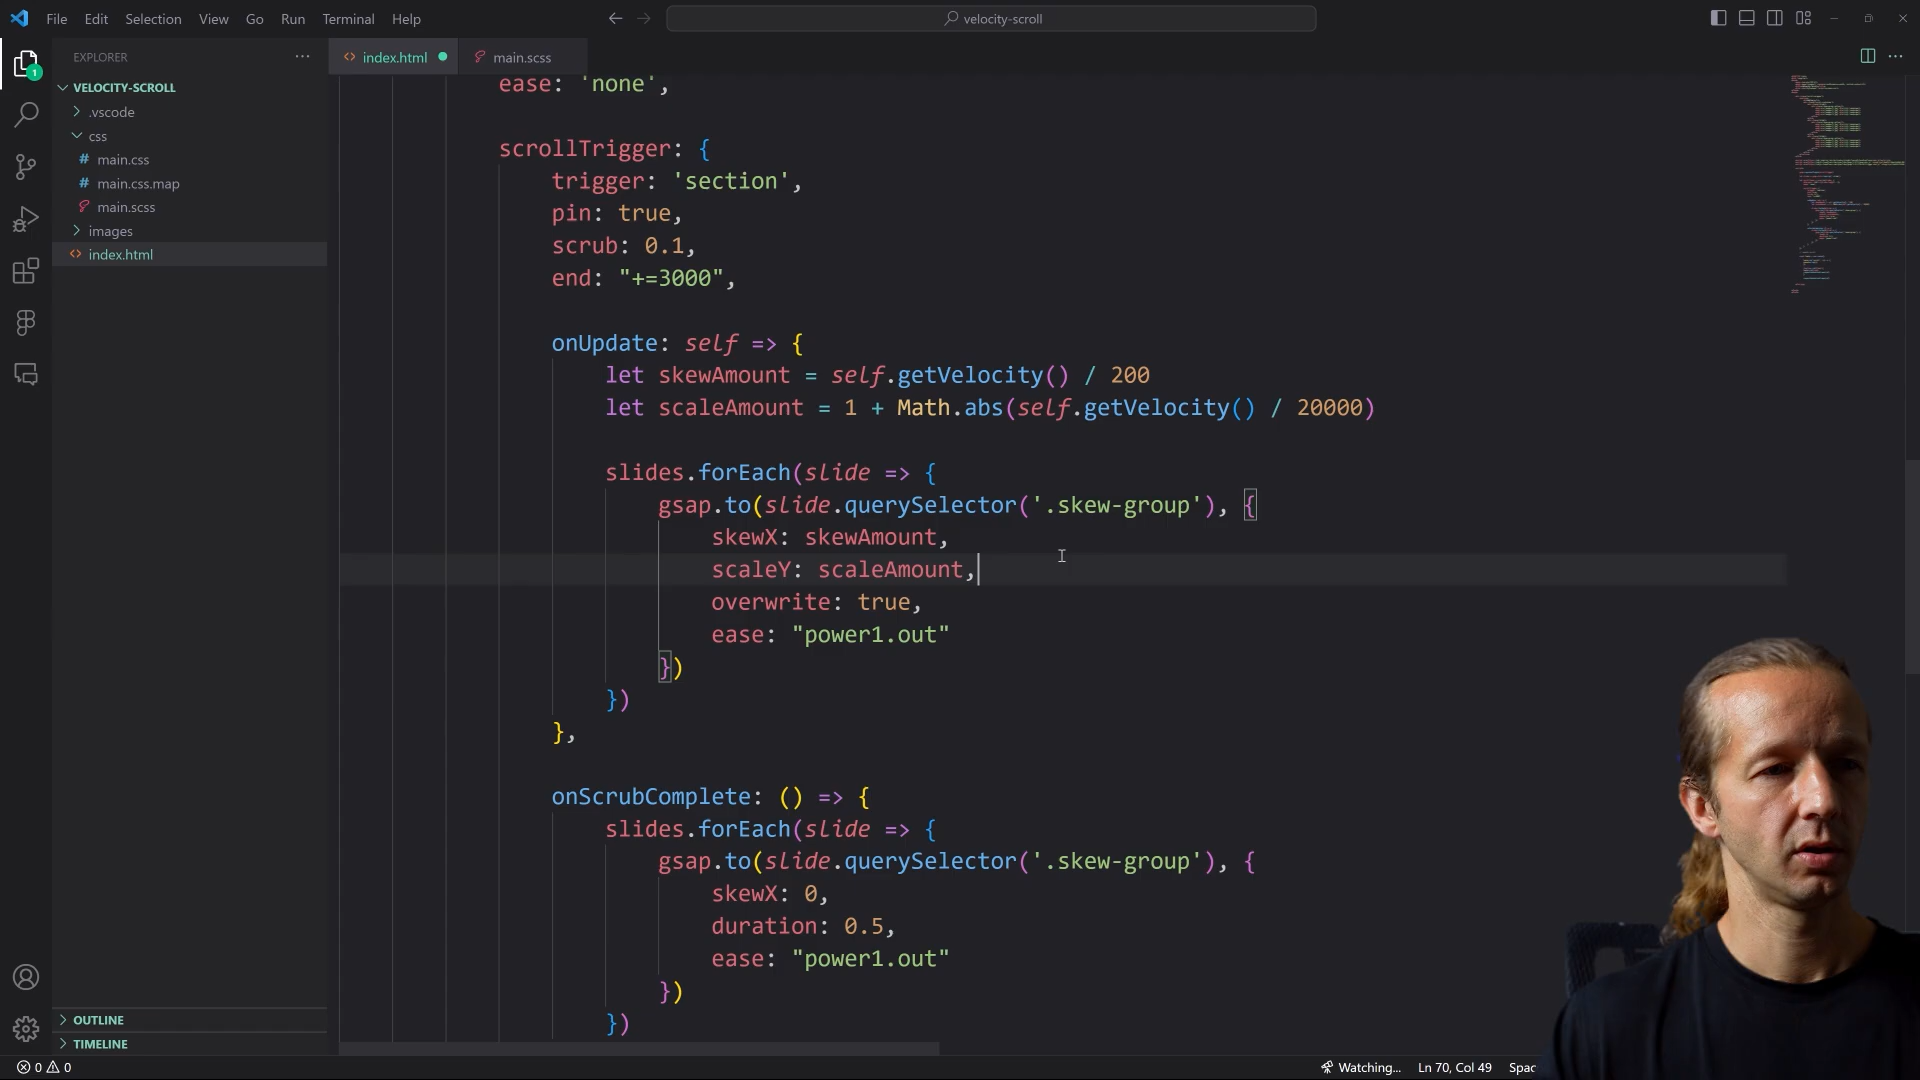 File Edit Selection View Go Run Terminal Help
velocity-scroll
EXPLORER
VELOCITY-SCROLL
.vscode
css
main.css
main.css.map
main.scss
images
index.html
OUTLINE
TIMELINE
index.html main.scss
ease: 'none',
scrollTrigger: {
trigger: 'section',
pin: true,
scrub: 0.1,
end: "+=3000",
onUpdate: self => {
let skewAmount = self.getVelocity() / 200
let scaleAmount = 1 + Math.abs(self.getVelocity() / 20000)
slides.forEach(slide => {
gsap.to(slide.querySelector('.skew-group'), {
skewX: skewAmount,
scaleY: scaleAmount,
overwrite: true,
ease: "power1.out"
})
})
},
onScrubComplete: () => {
slides.forEach(slide => {
gsap.to(slide.querySelector('.skew-group'), {
skewX: 0,
duration: 0.5,
ease: "power1.out"
})
})
1
0 0
Watching... Ln 70, Col 49 Spac